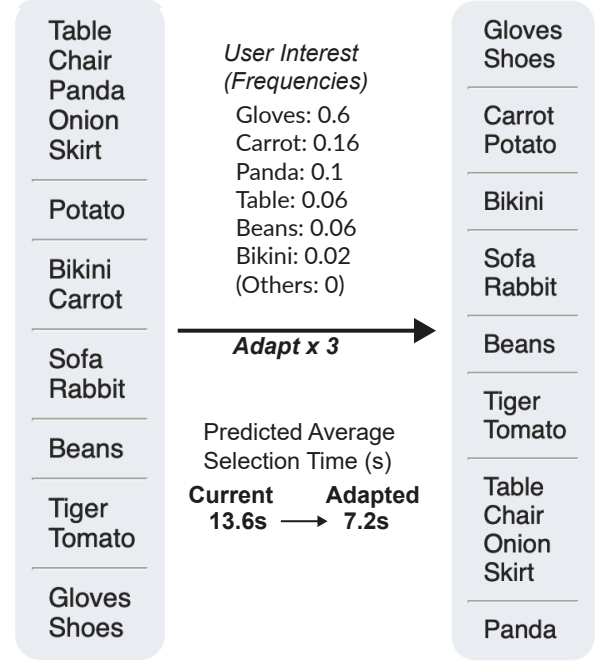 Table
Chair
Panda
Onion
Skirt
Potato
Bikini
Carrot
Sofa
Rabbit
Beans
Tiger
Tomato
Gloves
Shoes
User Interest
(Frequencies)
Gloves: 0.6
Carrot: 0.16
Panda: 0.1
Table: 0.06
Beans: 0.06
Bikini: 0.02
(Others: 0)
Adapt x 3
Predicted Average
Selection Time (s)
Current Adapted
13.6s 7.2s
Gloves
Shoes
Carrot
Potato
Bikini
Sofa
Rabbit
Beans
Tiger
Tomato
Table
Chair
Onion
Skirt
Panda